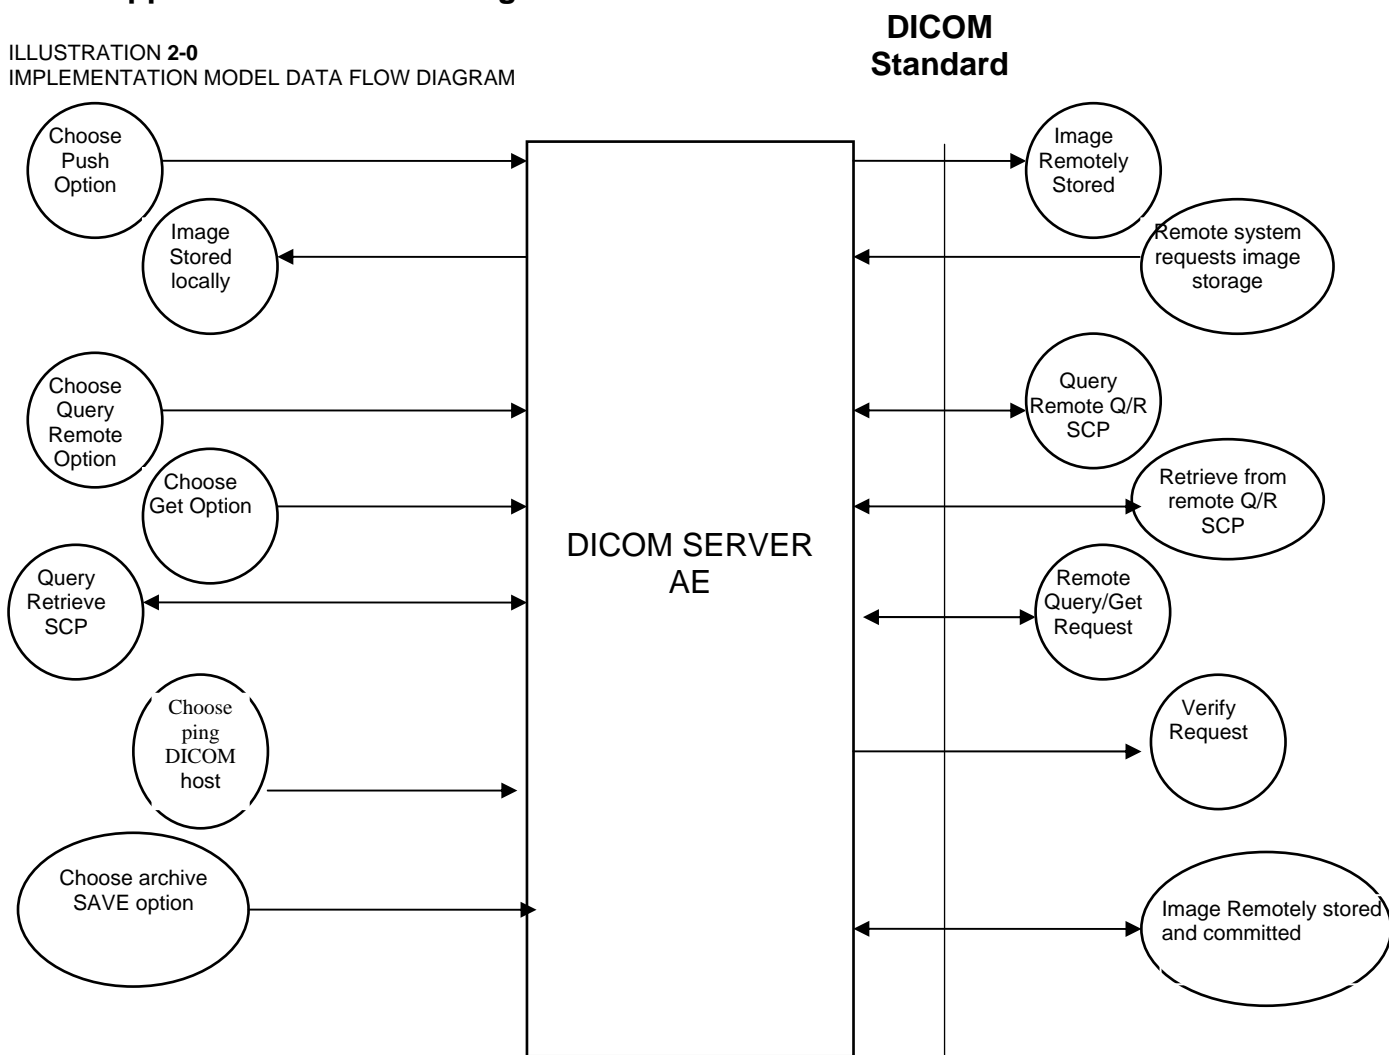 DICOM
Standard
ILLUSTRATION 2-0
IMPLEMENTATION MODEL DATA FLOW DIAGRAM
Choose
Push
Option
Image
Stored
locally
Choose
Query
Remote
Option
Choose
Get Option
Query
Retrieve
SCP
Choose
ping
DICOM
host
Choose archive
SAVE option
DICOM SERVER
AE
Image
Remotely
Stored
Remote system
requests image
storage
Query
Remote Q/R
SCP
Retrieve from
remote Q/R
SCP
Remote
Query/Get
Request
Verify
Request
Image Remotely stored
and committed